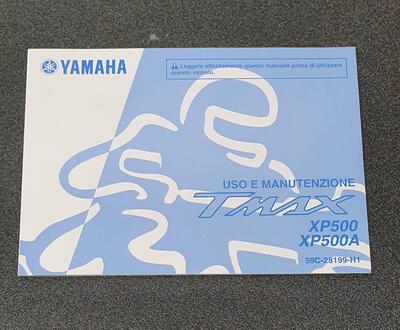 YAMAHA
⚠ Leggere attentamente questo manuale prima di utilizzare
questo veicolo.
USO E MANUTENZIONE
TMAX
XP500
XP500A
59C-28199-H1